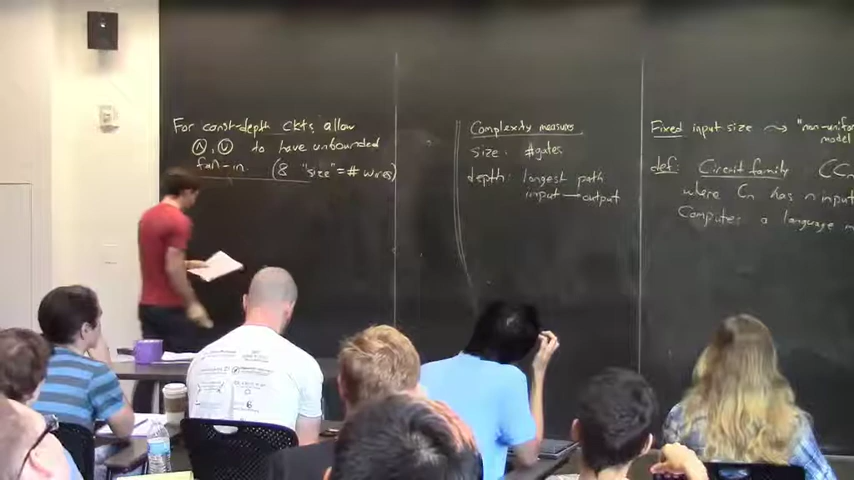 For const-depth ckts, allow
∧, ∨ to have unbounded
fan-in. (& "size" = # wires)
Complexity measures
size: #gates
depth: longest path
input → output
Fixed input size ⇝ "non-unifor
model
def: Circuit family (C
where Cn has n input
Computes a language